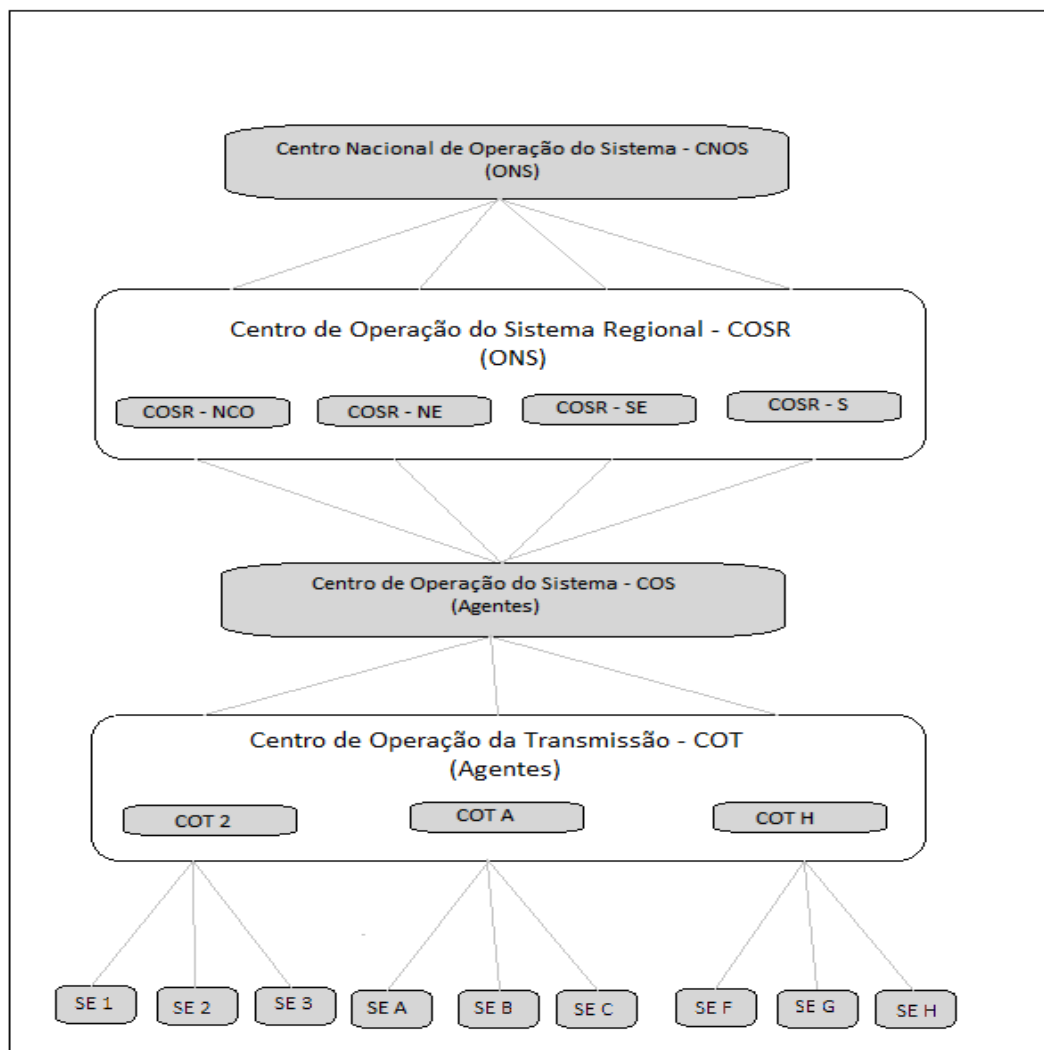 Centro Nacional de Operação do Sistema - CNOS
(ONS)
Centro de Operação do Sistema Regional - COSR
(ONS)
COSR - NCO
COSR - NE
COSR - SE
COSR - S
Centro de Operação do Sistema - COS
(Agentes)
Centro de Operação da Transmissão - COT
(Agentes)
COT 2
COT A
COT H
SE 1
SE 2
SE 3
SE A
SE B
SE C
SE F
SE G
SE H